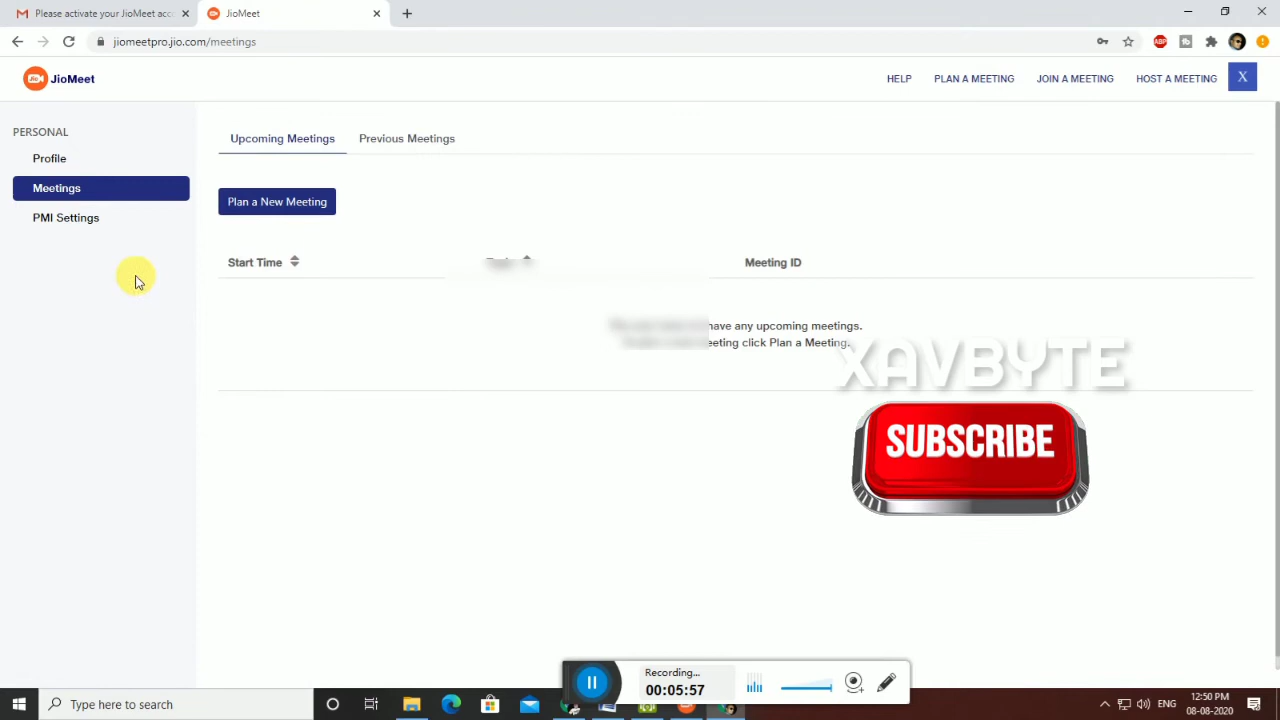 Please activate your JioMeet acc
JioMeet
jiomeetpro.jio.com/meetings
ABP
Jio JioMeet
HELP PLAN A MEETING JOIN A MEETING HOST A MEETING X
PERSONAL
Profile
Meetings
PMI Settings
Upcoming Meetings Previous Meetings
Plan a New Meeting
Start Time Meeting ID
have any upcoming meetings.
click Plan a Meeting.
XAVBYTE
SUBSCRIBE
Recording...
00:05:57
Type here to search
ENG
12:50 PM
08-08-2020